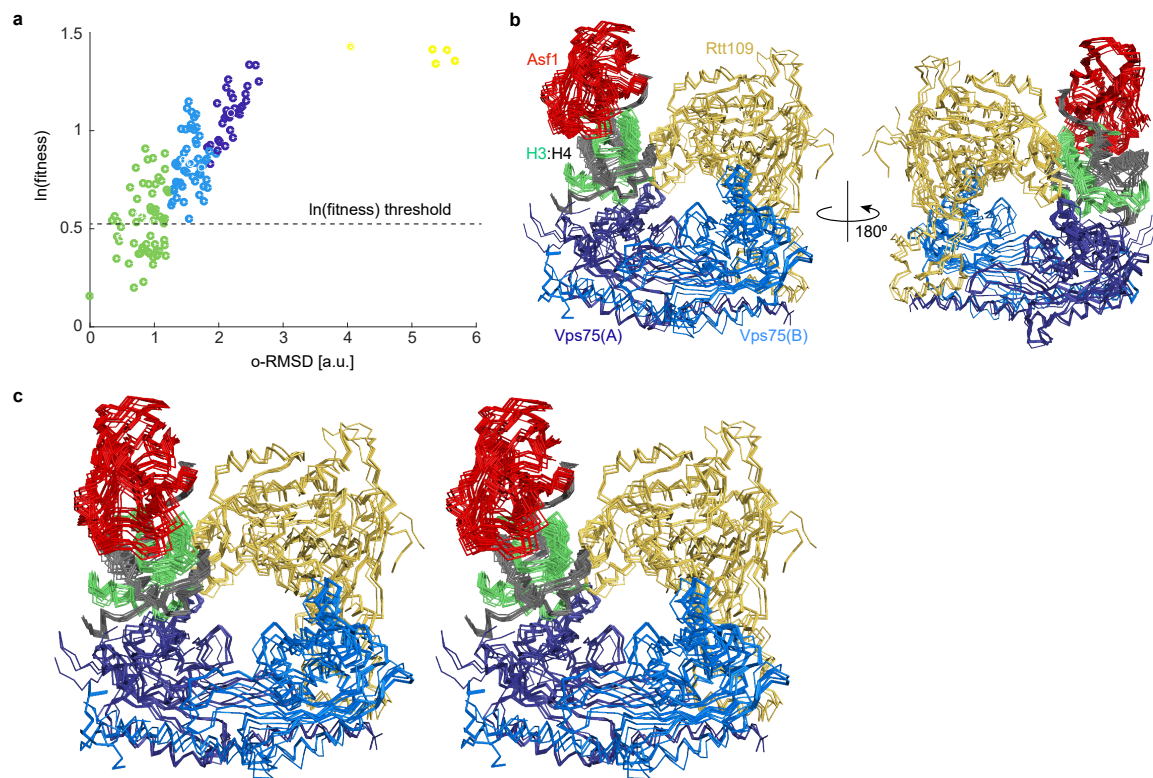 a
1.5
1
0.5
0
ln(fitness)
ln(fitness) threshold
0 1 2 3 4 5 6
o-RMSD [a.u.]
b
Asf1
Rtt109
H3:H4
180º
Vps75(A)
Vps75(B)
c